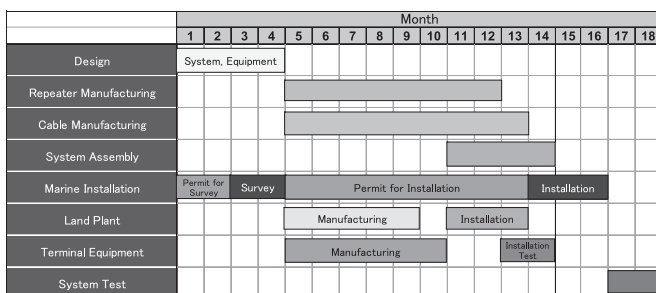 Month
1 2 3 4 5 6 7 8 9 10 11 12 13 14 15 16 17 18
Design System, Equipment
Repeater Manufacturing
Cable Manufacturing
System Assembly
Marine Installation Permit for Survey Survey Permit for Installation Installation
Land Plant Manufacturing Installation
Terminal Equipment Manufacturing Installation Test
System Test